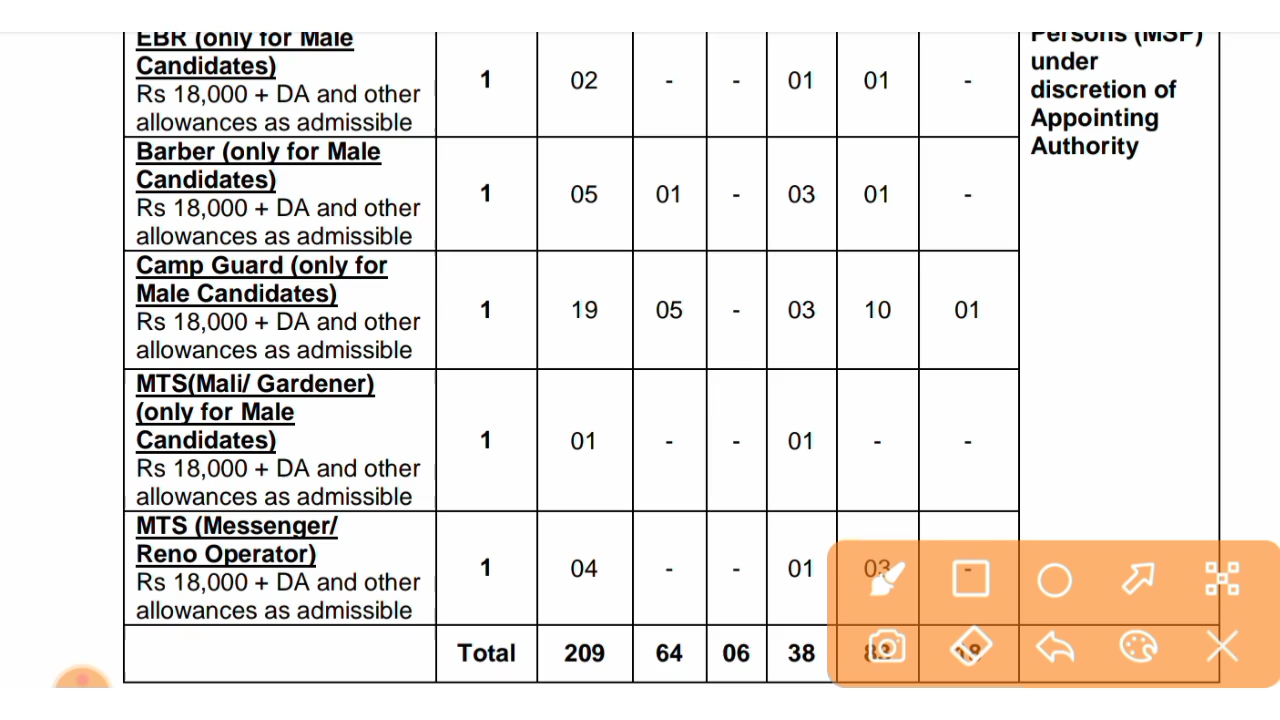 EBR (only for Male
Candidates)
Rs 18,000 + DA and other
allowances as admissible
1 02 - - 01 01 -
Persons (MSP)
under
discretion of
Appointing
Authority
Barber (only for Male
Candidates)
Rs 18,000 + DA and other
allowances as admissible
1 05 01 - 03 01 -
Camp Guard (only for
Male Candidates)
Rs 18,000 + DA and other
allowances as admissible
1 19 05 - 03 10 01
MTS(Mali/ Gardener)
(only for Male
Candidates)
Rs 18,000 + DA and other
allowances as admissible
1 01 - - 01 - -
MTS (Messenger/
Reno Operator)
Rs 18,000 + DA and other
allowances as admissible
1 04 - - 01 03 -
Total 209 64 06 38